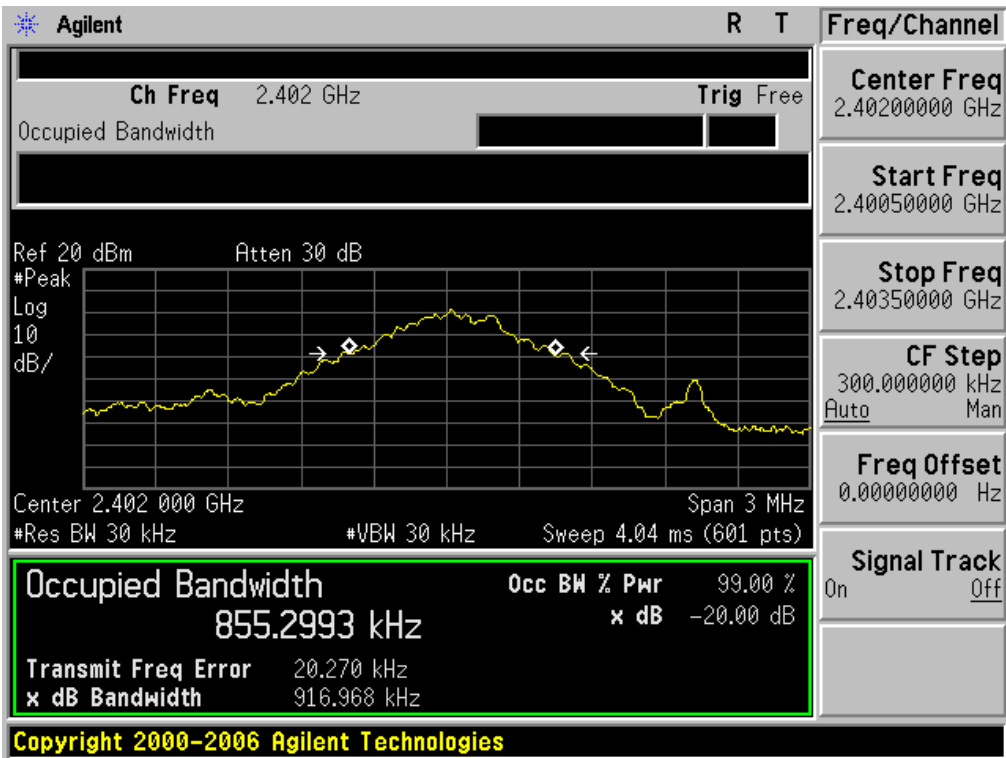 Agilent R T
Ch Freq 2.402 GHz Trig Free
Occupied Bandwidth
Ref 20 dBm Atten 30 dB
#Peak
Log
10
dB/
Center 2.402 000 GHz Span 3 MHz
#Res BW 30 kHz #VBW 30 kHz Sweep 4.04 ms (601 pts)
Occupied Bandwidth Occ BW % Pwr 99.00 %
855.2993 kHz x dB -20.00 dB
Transmit Freq Error 20.270 kHz
x dB Bandwidth 916.968 kHz
Copyright 2000-2006 Agilent Technologies
Freq/Channel
Center Freq
2.40200000 GHz
Start Freq
2.40050000 GHz
Stop Freq
2.40350000 GHz
CF Step
300.000000 kHz
Auto Man
Freq Offset
0.00000000 Hz
Signal Track
On Off